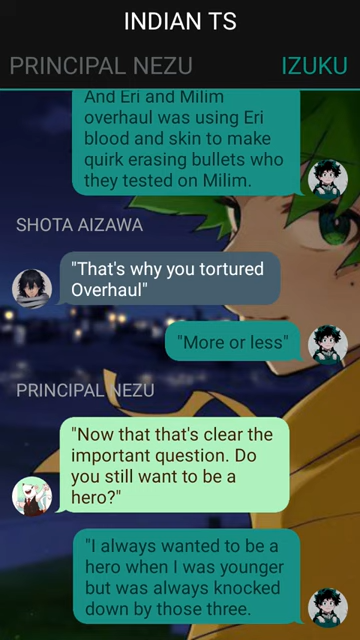 INDIAN TS
PRINCIPAL NEZU
IZUKU
And Eri and Milim
overhaul was using Eri
blood and skin to make
quirk erasing bullets who
they tested on Milim.
SHOTA AIZAWA
"That's why you tortured
Overhaul"
"More or less"
PRINCIPAL NEZU
"Now that that's clear the
important question. Do
you still want to be a
hero?"
"I always wanted to be a
hero when I was younger
but was always knocked
down by those three.